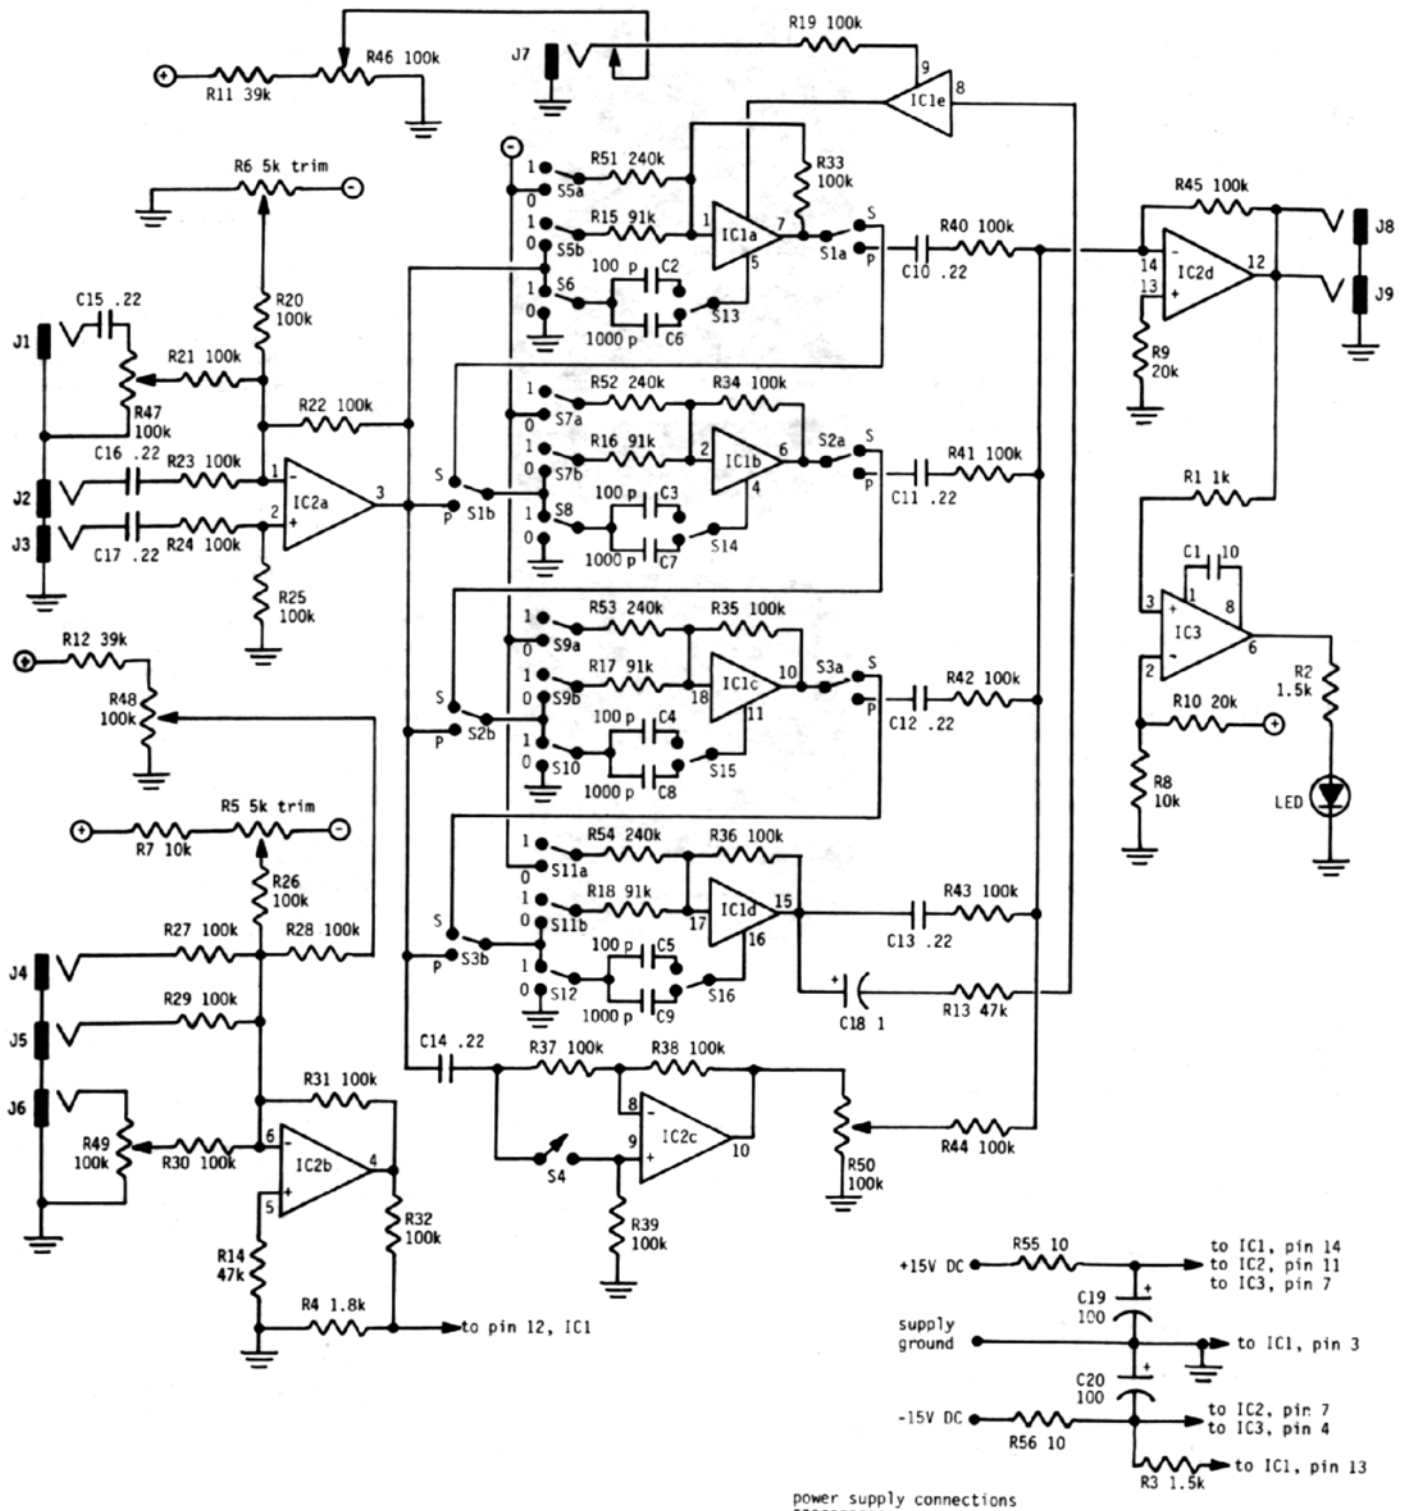 R19 100k
J7
R46 100k
R11 39k
9
8
IC1e
R6 5k trim
1
0
S5a
R51 240k
R33
100k
1
0
S5b
R15 91k
1
IC1a
7
5
S1a
S
P
C10 .22
R40 100k
R45 100k
14
13
-
+
IC2d
12
J8
J9
R9
20k
1
0
S6
100 p
C2
1000 p
C6
S13
C15 .22
J1
R20
100k
R21 100k
R47
100k
R22 100k
C16 .22
R23 100k
J2
J3
C17 .22
R24 100k
1
2
-
+
IC2a
3
R25
100k
S
P
S1b
1
0
S7a
R52 240k
R34 100k
1
0
S7b
R16 91k
2
IC1b
6
4
S2a
S
P
C11 .22
R41 100k
1
0
S8
100 p
C3
1000 p
C7
S14
R1 1k
C1
10
1
8
3
+
IC3
2
-
6
R2
1.5k
R10 20k
R8
10k
LED
R12 39k
R48
100k
1
0
S9a
R53 240k
R35 100k
1
0
S9b
R17 91k
18
IC1c
10
11
S3a
S
P
C12 .22
R42 100k
S
P
S2b
1
0
S10
100 p
C4
1000 p
C8
S15
R5 5k trim
R7 10k
R26
100k
1
0
S11a
R54 240k
R36 100k
1
0
S11b
R18 91k
17
IC1d
15
16
C13 .22
R43 100k
S
P
S3b
1
0
S12
100 p
C5
1000 p
C9
S16
+
C18 1
R13 47k
R27 100k
R28 100k
J4
R29 100k
J5
J6
R31 100k
R49
100k
R30 100k
6
5
-
+
IC2b
4
R14
47k
R32
100k
R4 1.8k
to pin 12, IC1
C14 .22
R37 100k
R38 100k
8
9
-
+
IC2c
10
S4
R39
100k
R50
100k
R44 100k
+15V DC
R55 10
to IC1, pin 14
to IC2, pin 11
to IC3, pin 7
C19
100
+
supply
ground
to IC1, pin 3
C20
100
+
-15V DC
R56 10
to IC2, pin 7
to IC3, pin 4
R3 1.5k
to IC1, pin 13
power supply connections